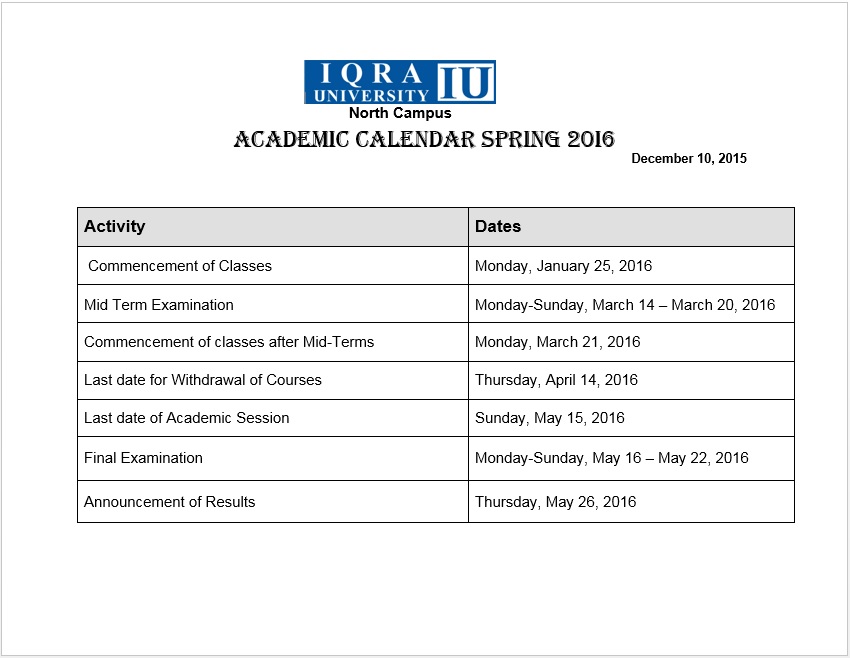 IQRA
UNIVERSITY IU
North Campus
ACADEMIC CALENDAR SPRING 2016
December 10, 2015
Activity Dates
Commencement of Classes Monday, January 25, 2016
Mid Term Examination Monday-Sunday, March 14 – March 20, 2016
Commencement of classes after Mid-Terms Monday, March 21, 2016
Last date for Withdrawal of Courses Thursday, April 14, 2016
Last date of Academic Session Sunday, May 15, 2016
Final Examination Monday-Sunday, May 16 – May 22, 2016
Announcement of Results Thursday, May 26, 2016